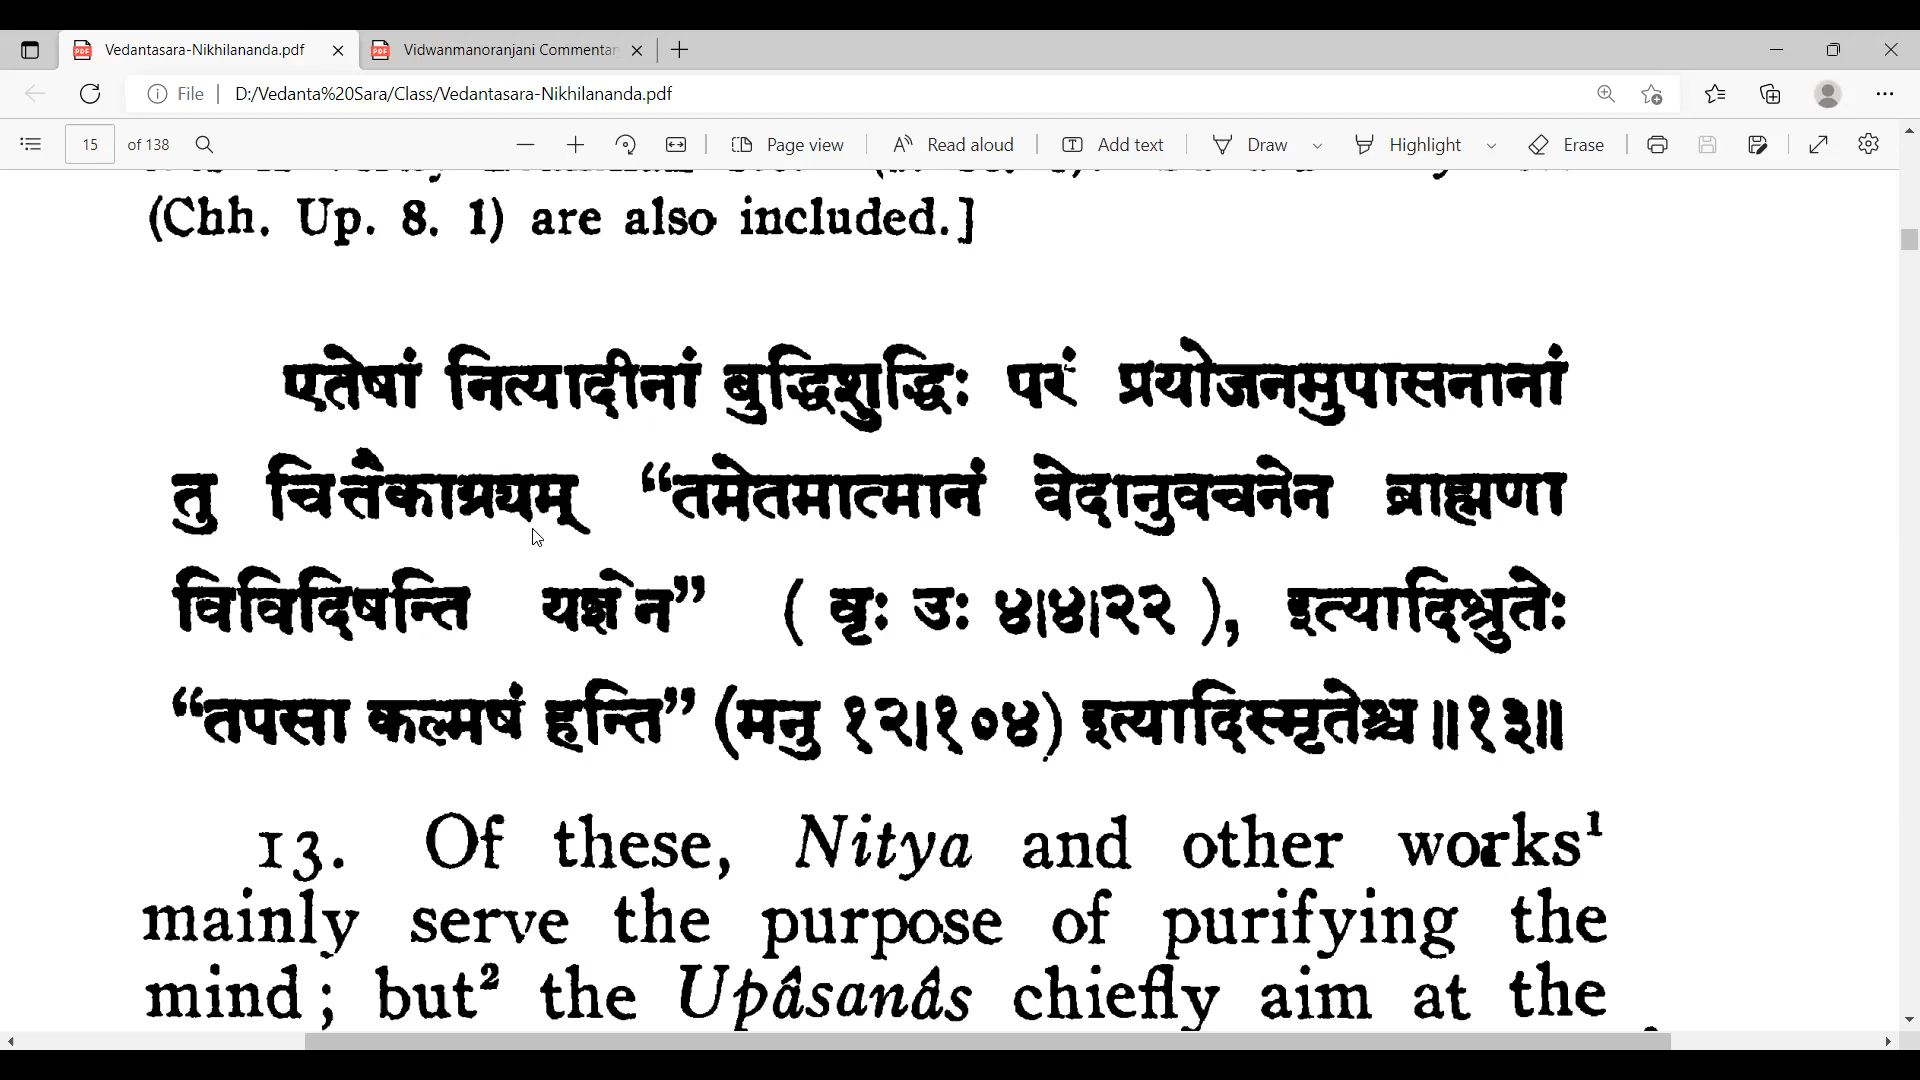 Vedantasara-Nikhilananda.pdf
Vidwanmanoranjani Commentar
File
D:/Vedanta%20Sara/Class/Vedantasara-Nikhilananda.pdf
15 of 138
Page view
Read aloud
Add text
Draw
Highlight
Erase
(Chh. Up. 8. 1) are also included.]
एतेषां नित्यादीनां बुद्धिशुद्धिः परं प्रयोजनमुपासनानां
तु चित्तैकाग्र्यम् “तमेतमात्मानं वेदानुवचनेन ब्राह्मणा
विविदिषन्ति यज्ञेन” ( वृः उः ४|४|२२ ), इत्यादिश्रुतेः
“तपसा कल्मषं हन्ति” (मनु १२|१०४) इत्यादिस्मृतेश्च ॥१३॥
13. Of these, Nitya and other works¹
mainly serve the purpose of purifying the
mind ; but² the Upâsanâs chiefly aim at the